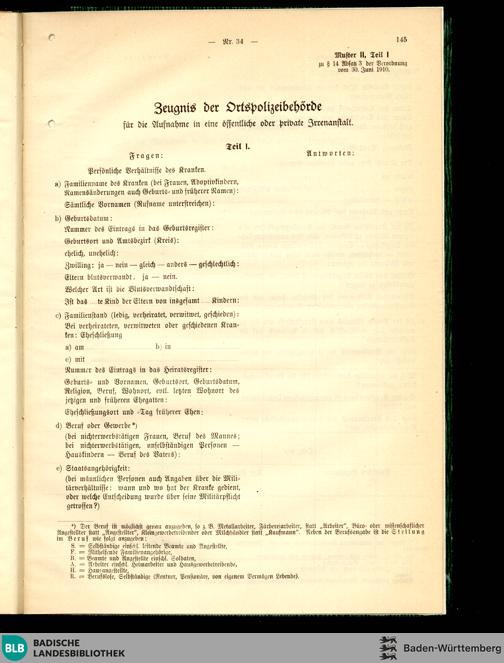 — Nr. 34 —
145
Muster II, Teil I
zu § 14 Absatz 3 der Verordnung
vom 30. Juni 1910.
Zeugnis der Ortspolizeibehörde
für die Aufnahme in eine öffentliche oder private Irrenanstalt.
Teil I.
Fragen:
Antworten:
Persönliche Verhältnisse des Kranken.
a) Familienname des Kranken (bei Frauen, Adoptivkindern,
Namensänderungen auch Geburts- und früherer Namen):
Sämtliche Vornamen (Rufname unterstreichen):
b) Geburtsdatum:
Nummer des Eintrags in das Geburtsregister:
Geburtsort und Amtsbezirk (Kreis):
ehelich, unehelich:
Zwilling: ja — nein — gleich — anders — geschlechtlich:
Eltern blutsverwandt. ja — nein.
Welcher Art ist die Blutsverwandtschaft:
Ist das te Kind der Eltern von insgesamt Kindern:
c) Familienstand (ledig, verheiratet, verwitwet, geschieden):
Bei verheirateten, verwitweten oder geschiedenen Kran-
ken: Eheschließung
a) am b) in
c) mit
Nummer des Eintrags in das Heiratsregister:
Geburts- und Vornamen, Geburtsort, Geburtsdatum,
Religion, Beruf, Wohnort, evtl. letzten Wohnort des
jetzigen und früheren Ehegatten:
Eheschließungsort und -Tag früherer Ehen:
d) Beruf oder Gewerbe*)
(bei nichterwerbstätigen Frauen, Beruf des Mannes;
bei nichterwerbstätigen, unselbständigen Personen —
Hauskindern — Beruf des Vaters):
e) Staatsangehörigkeit:
(bei männlichen Personen auch Angaben über die Mili-
tärverhältnisse: wann und wo hat der Kranke gedient,
oder welche Entscheidung wurde über seine Militärpflicht
getroffen?)
*) Der Beruf ist möglichst genau anzugeben, so z. B. Metallarbeiter, Färbereiarbeiter, statt „Arbeiter", Büro- oder wissenschaftlicher
Angestellter statt „Angestellter", Kleingewerbetreibender oder Milchhändler statt „Kaufmann". Neben der Berufsangabe ist die Stellung
im Beruf wie folgt anzugeben:
S. = Selbständige einschl. leitende Beamte und Angestellte,
F. = Mithelfende Familienangehörige,
B. = Beamte und Angestellte einschl. Soldaten,
A. = Arbeiter einschl. Heimarbeiter und Hausgewerbetreibende,
H. = Hausangestellte,
R. = Berufslose, Selbständige (Rentner, Pensionäre, von eigenem Vermögen Lebende).
BLB
BADISCHE
LANDESBIBLIOTHEK
Baden-Württemberg